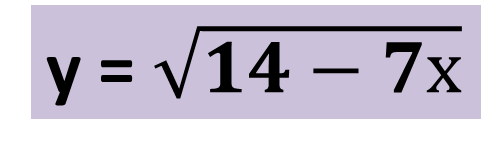 y = √14 – 7x